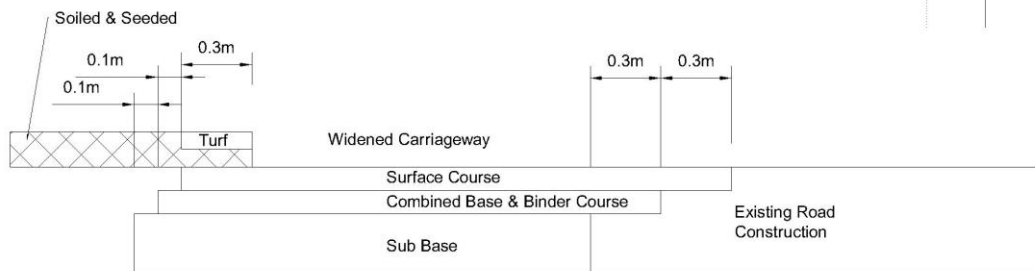 Soiled & Seeded
0.1m
0.3m
0.3m
0.3m
0.1m
Turf
Widened Carriageway
Surface Course
Combined Base & Binder Course
Existing Road
Construction
Sub Base